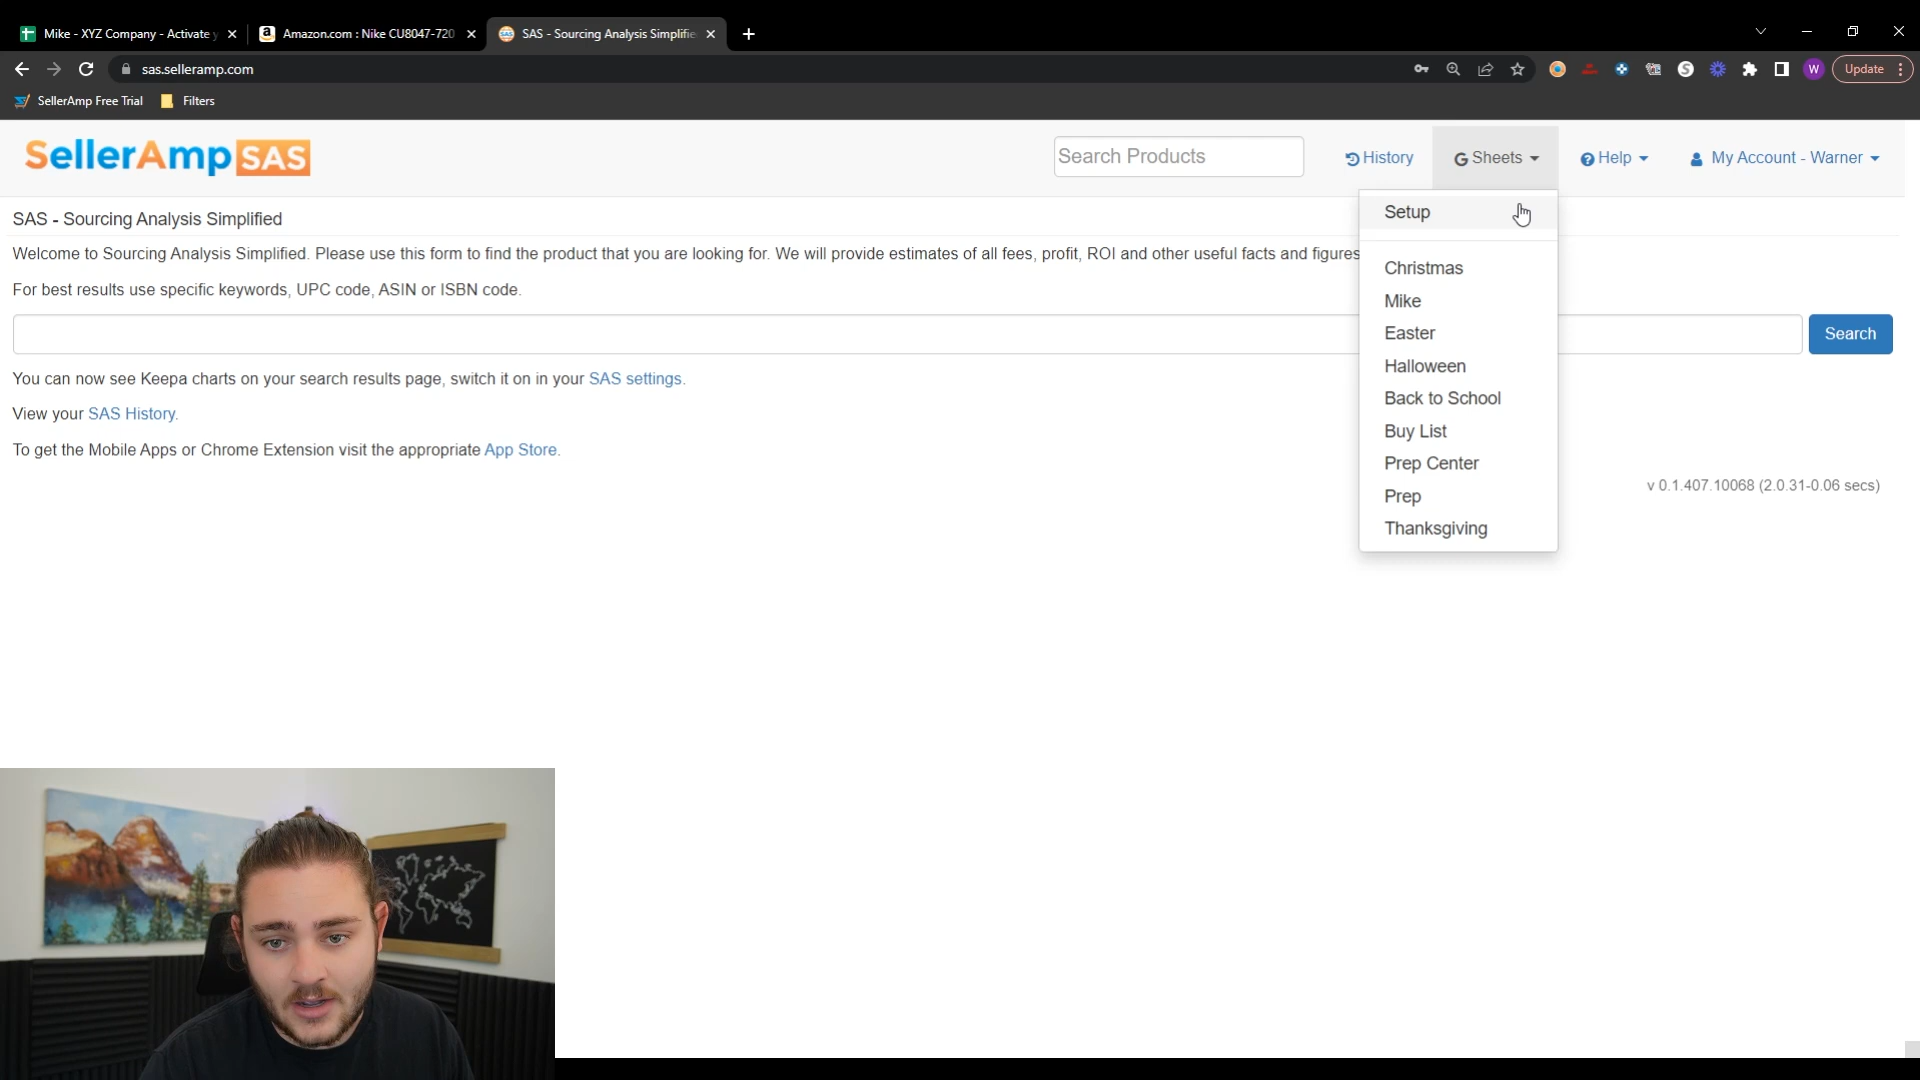 Mike - XYZ Company - Activate y
Amazon.com : Nike CU8047-720
SAS - Sourcing Analysis Simplifie
sas.selleramp.com
W
Update
SellerAmp Free Trial
Filters
SellerAmp SAS
Search Products
History
G Sheets
Help
My Account - Warner
SAS - Sourcing Analysis Simplified
Setup
Welcome to Sourcing Analysis Simplified. Please use this form to find the product that you are looking for. We will provide estimates of all fees, profit, ROI and other useful facts and figures
Christmas
For best results use specific keywords, UPC code, ASIN or ISBN code.
Mike
Easter
Search
Halloween
You can now see Keepa charts on your search results page, switch it on in your SAS settings.
Back to School
View your SAS History.
Buy List
To get the Mobile Apps or Chrome Extension visit the appropriate App Store.
Prep Center
v 0.1.407.10068 (2.0.31-0.06 secs)
Prep
Thanksgiving